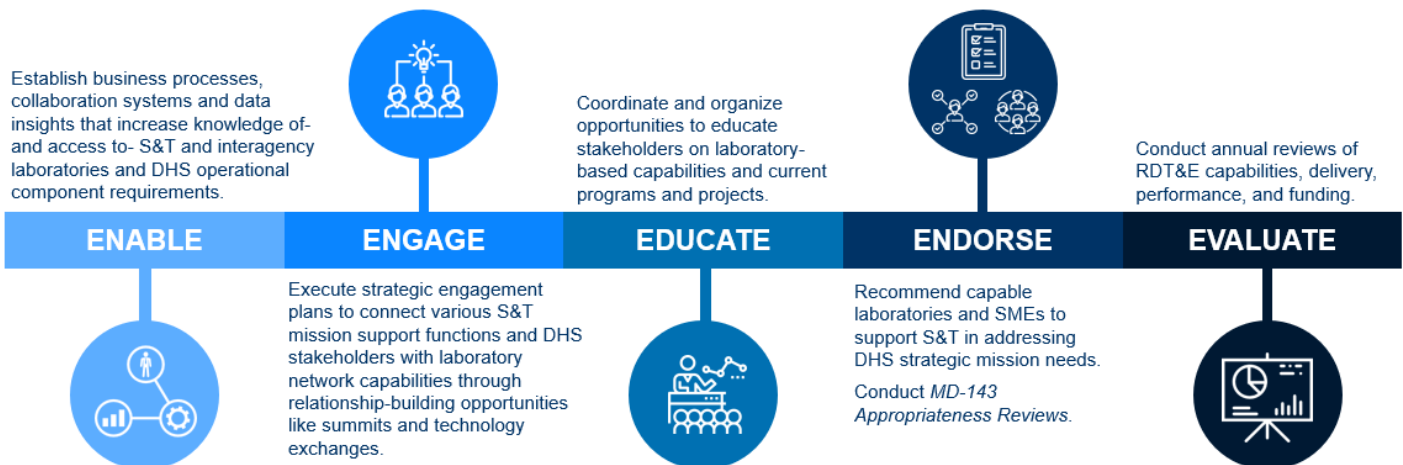 Establish business processes,
collaboration systems and data
insights that increase knowledge of-
and access to- S&T and interagency
laboratories and DHS operational
component requirements.
ENABLE
ENGAGE
Execute strategic engagement
plans to connect various S&T
mission support functions and DHS
stakeholders with laboratory
network capabilities through
relationship-building opportunities
like summits and technology
exchanges.
Coordinate and organize
opportunities to educate
stakeholders on laboratory-
based capabilities and current
programs and projects.
EDUCATE
ENDORSE
Recommend capable
laboratories and SMEs to
support S&T in addressing
DHS strategic mission needs.
Conduct MD-143
Appropriateness Reviews.
Conduct annual reviews of
RDT&E capabilities, delivery,
performance, and funding.
EVALUATE